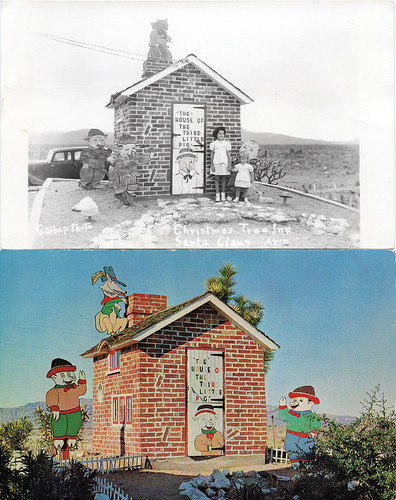 THE
HOUSE OF
THE
THIRD
LITTLE
PIG
Gallup Photo
Christmas Tree Inn
Santa Claus Ariz
THE
HOUSE O
THE
THIRD
LITTLE
PIG